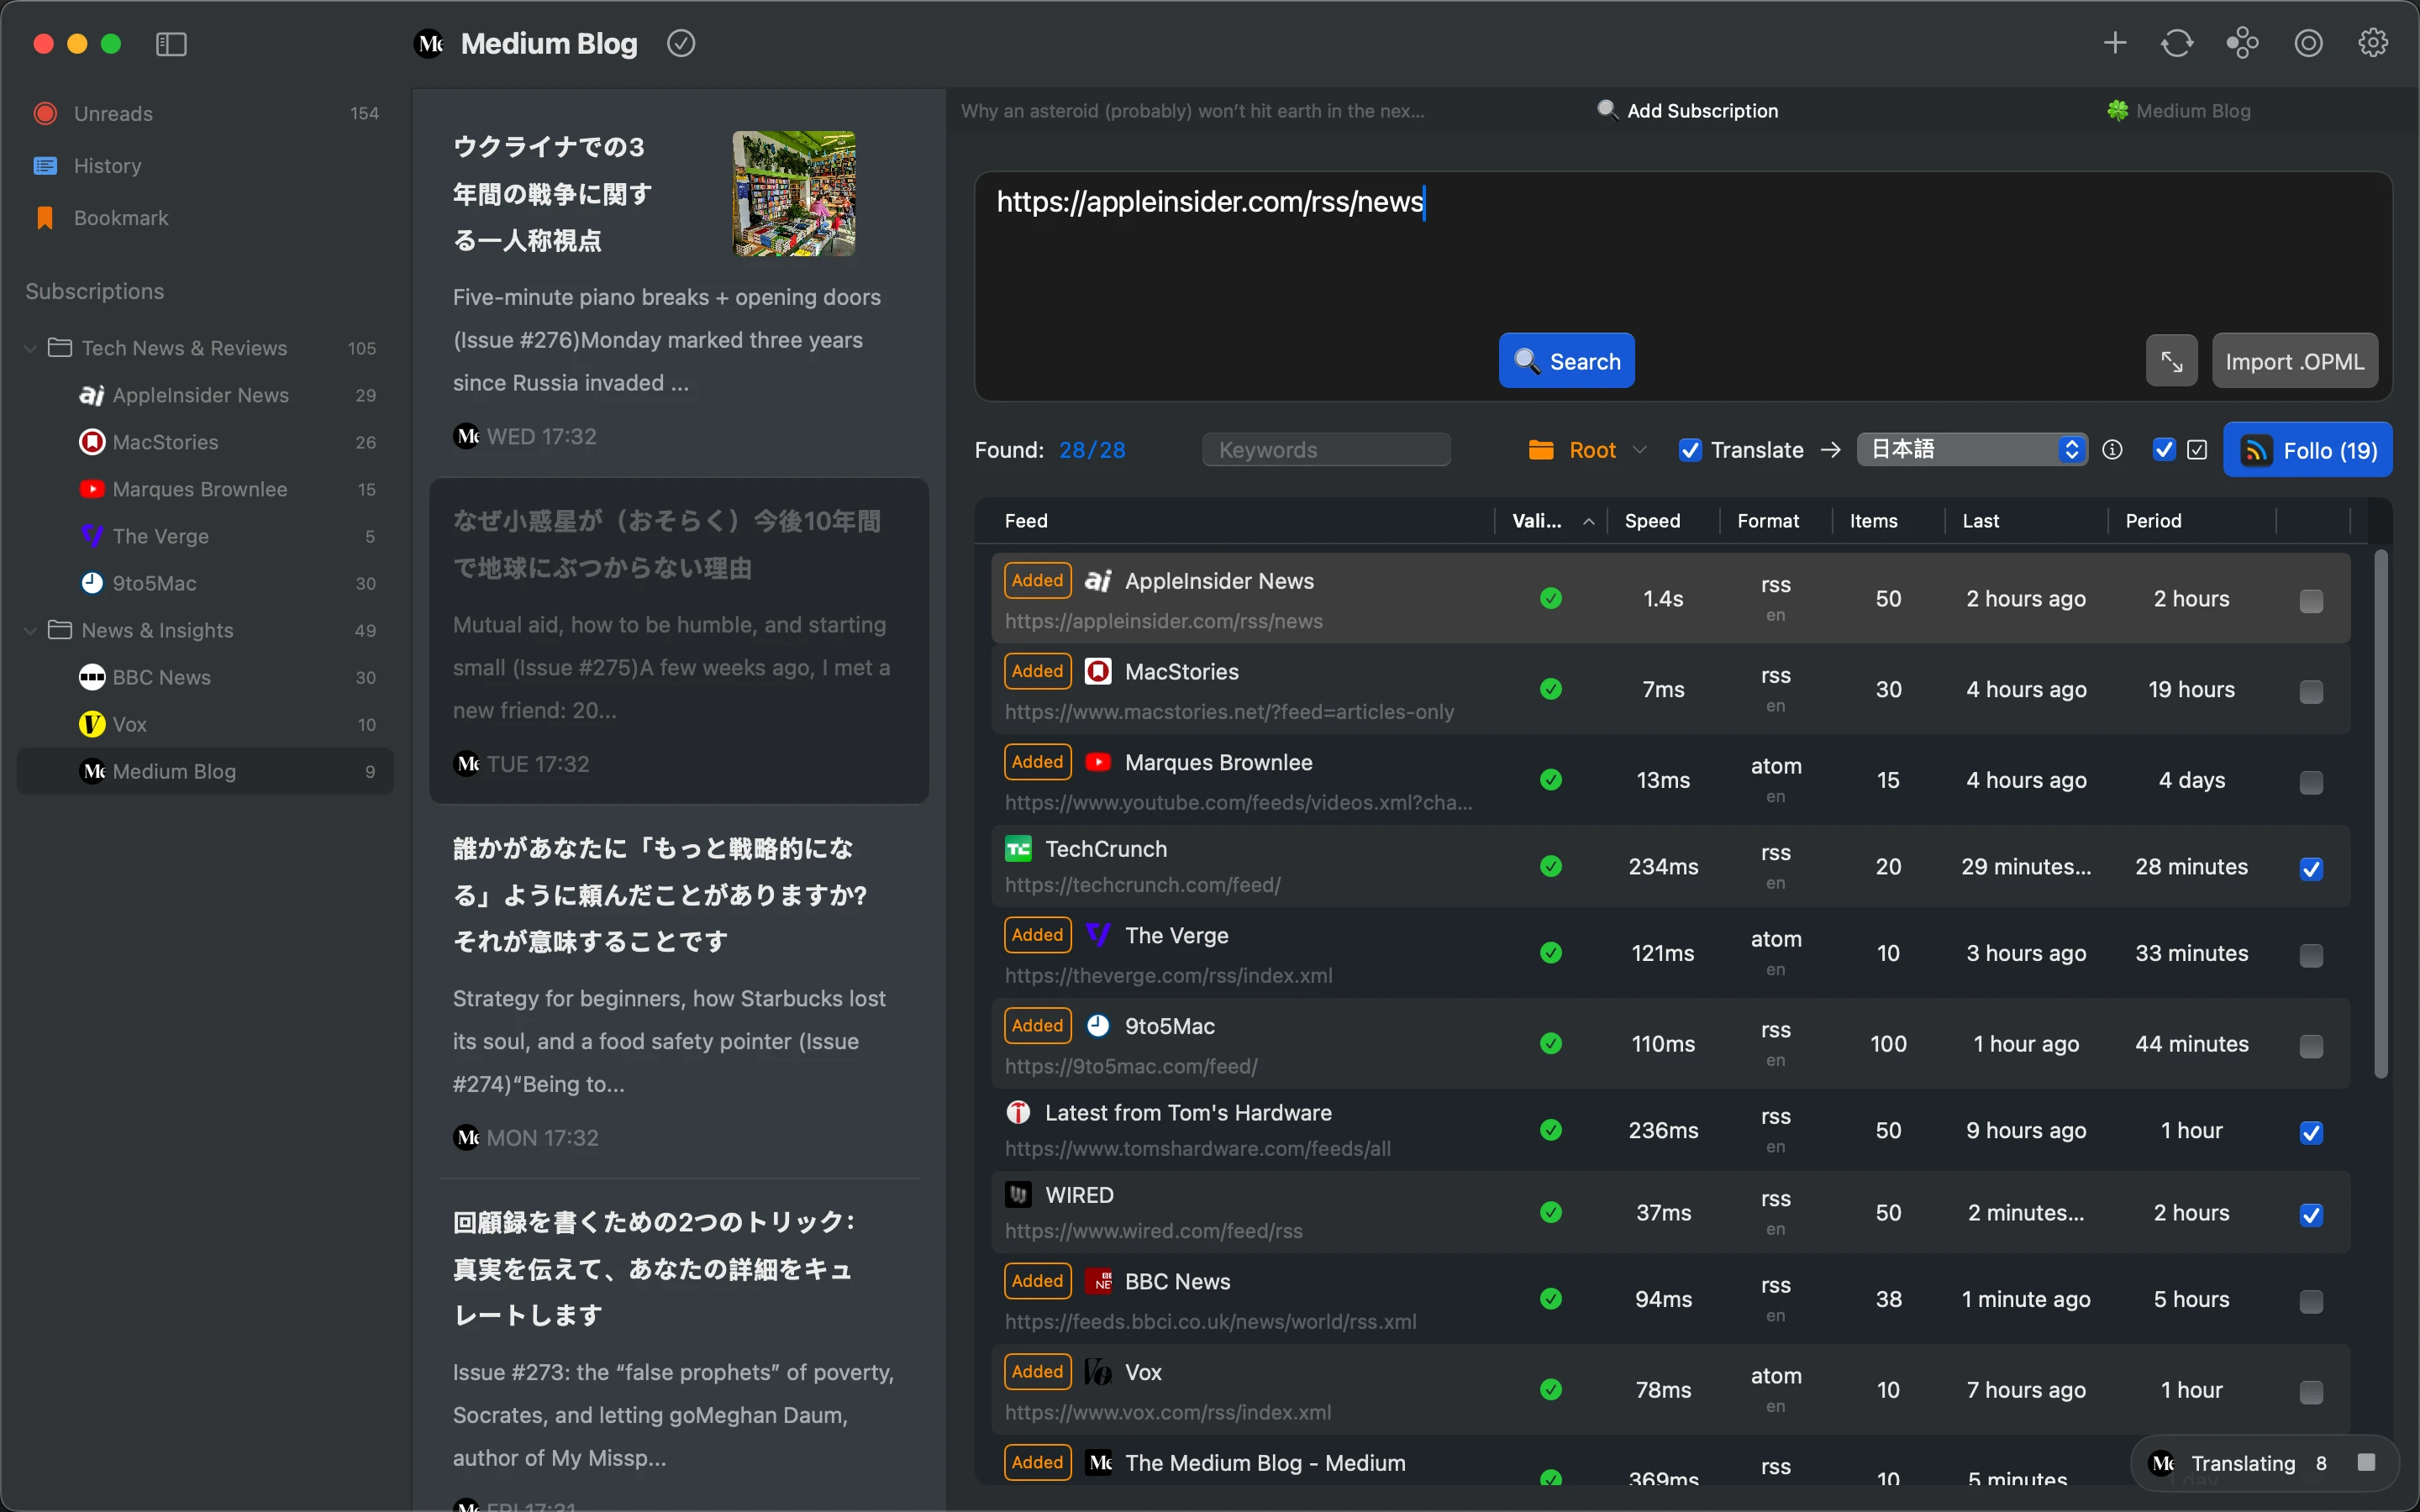 Medium Blog
Unreads 154
History
Bookmark
Subscriptions
Tech News & Reviews 105
AppleInsider News 29
MacStories 26
Marques Brownlee 15
The Verge 5
9to5Mac 30
News & Insights 49
BBC News 30
Vox 10
Medium Blog 9
ウクライナでの3
年間の戦争に関す
る一人称視点
Five-minute piano breaks + opening doors
(Issue #276)Monday marked three years
since Russia invaded ...
WED 17:32
なぜ小惑星が（おそらく）今後10年間
で地球にぶつからない理由
Mutual aid, how to be humble, and starting
small (Issue #275)A few weeks ago, I met a
new friend: 20...
TUE 17:32
誰かがあなたに「もっと戦略的にな
る」ように頼んだことがありますか?
それが意味することです
Strategy for beginners, how Starbucks lost
its soul, and a food safety pointer (Issue
#274)“Being to...
MON 17:32
回顧録を書くための2つのトリック：
真実を伝えて、あなたの詳細をキュ
レートします
Issue #273: the “false prophets” of poverty,
Socrates, and letting goMeghan Daum,
author of My Missp...
FRI 17:31
Why an asteroid (probably) won’t hit earth in the nex...
Add Subscription
Medium Blog
https://appleinsider.com/rss/news
Search
Import .OPML
Found: 28/28
Keywords
Root
Translate → 日本語
Follo (19)
Feed Vali... Speed Format Items Last Period
Added ai AppleInsider News
https://appleinsider.com/rss/news
1.4s rss en 50 2 hours ago 2 hours
Added MacStories
https://www.macstories.net/?feed=articles-only
7ms rss en 30 4 hours ago 19 hours
Added Marques Brownlee
https://www.youtube.com/feeds/videos.xml?cha...
13ms atom en 15 4 hours ago 4 days
TechCrunch
https://techcrunch.com/feed/
234ms rss en 20 29 minutes... 28 minutes
Added The Verge
https://theverge.com/rss/index.xml
121ms atom en 10 3 hours ago 33 minutes
Added 9to5Mac
https://9to5mac.com/feed/
110ms rss en 100 1 hour ago 44 minutes
Latest from Tom's Hardware
https://www.tomshardware.com/feeds/all
236ms rss en 50 9 hours ago 1 hour
WIRED
https://www.wired.com/feed/rss
37ms rss en 50 2 minutes... 2 hours
Added BBC News
https://feeds.bbci.co.uk/news/world/rss.xml
94ms rss en 38 1 minute ago 5 hours
Added Vox
https://www.vox.com/rss/index.xml
78ms atom en 10 7 hours ago 1 hour
Added The Medium Blog - Medium
369ms rss 10 5 minutes
Translating 8